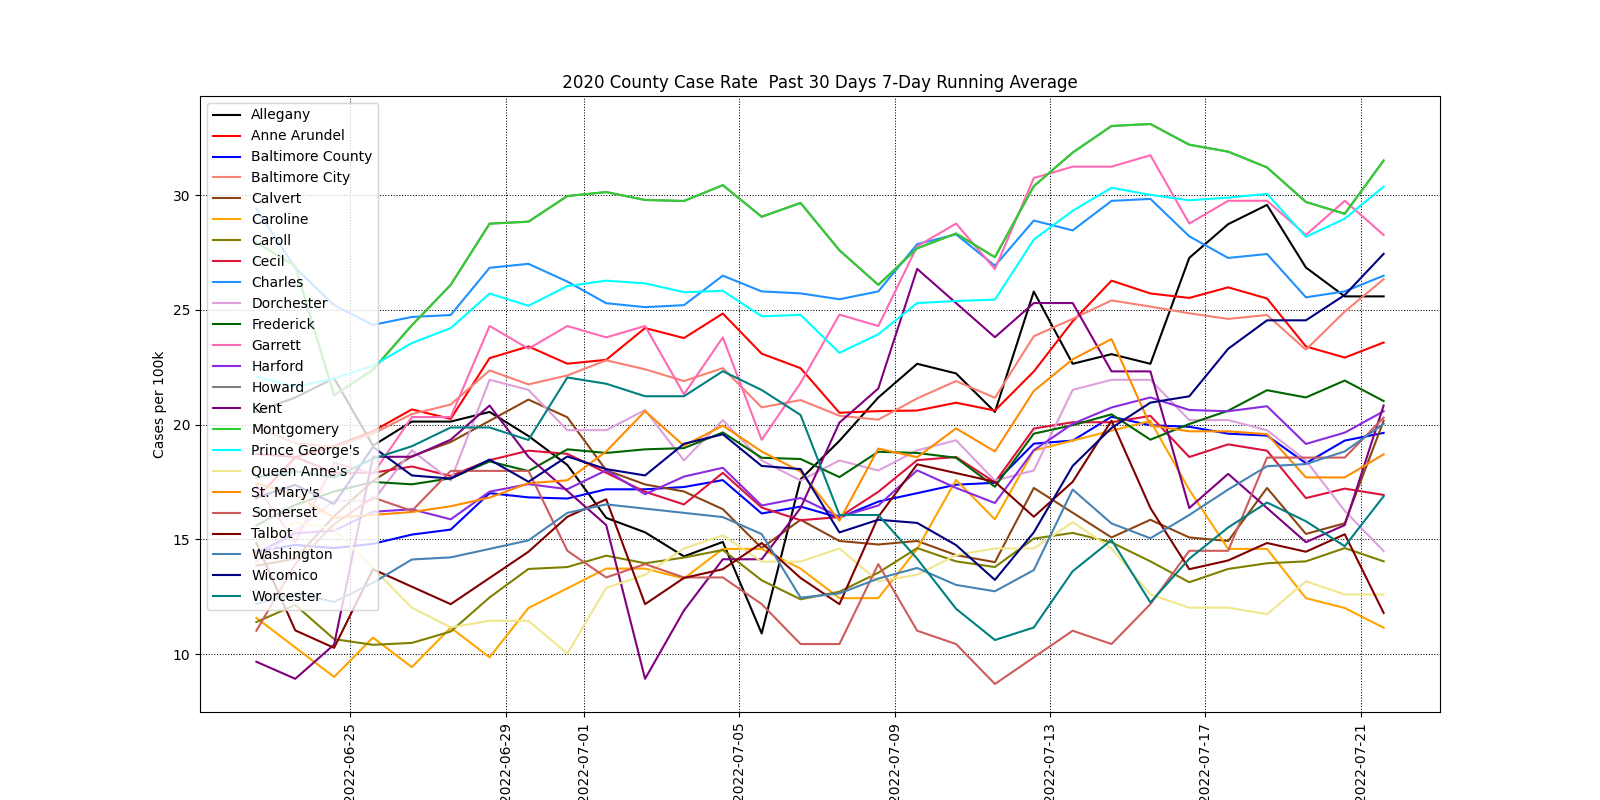 2020 County Case Rate  Past 30 Days 7-Day Running Average
Cases per 100k
30
25
20
15
10
Allegany
Anne Arundel
Baltimore County
Baltimore City
Calvert
Caroline
Caroll
Cecil
Charles
Dorchester
Frederick
Garrett
Harford
Howard
Kent
Montgomery
Prince George's
Queen Anne's
St. Mary's
Somerset
Talbot
Washington
Wicomico
Worcester
2022-06-25
2022-06-29
2022-07-01
2022-07-05
2022-07-09
2022-07-13
2022-07-17
2022-07-21